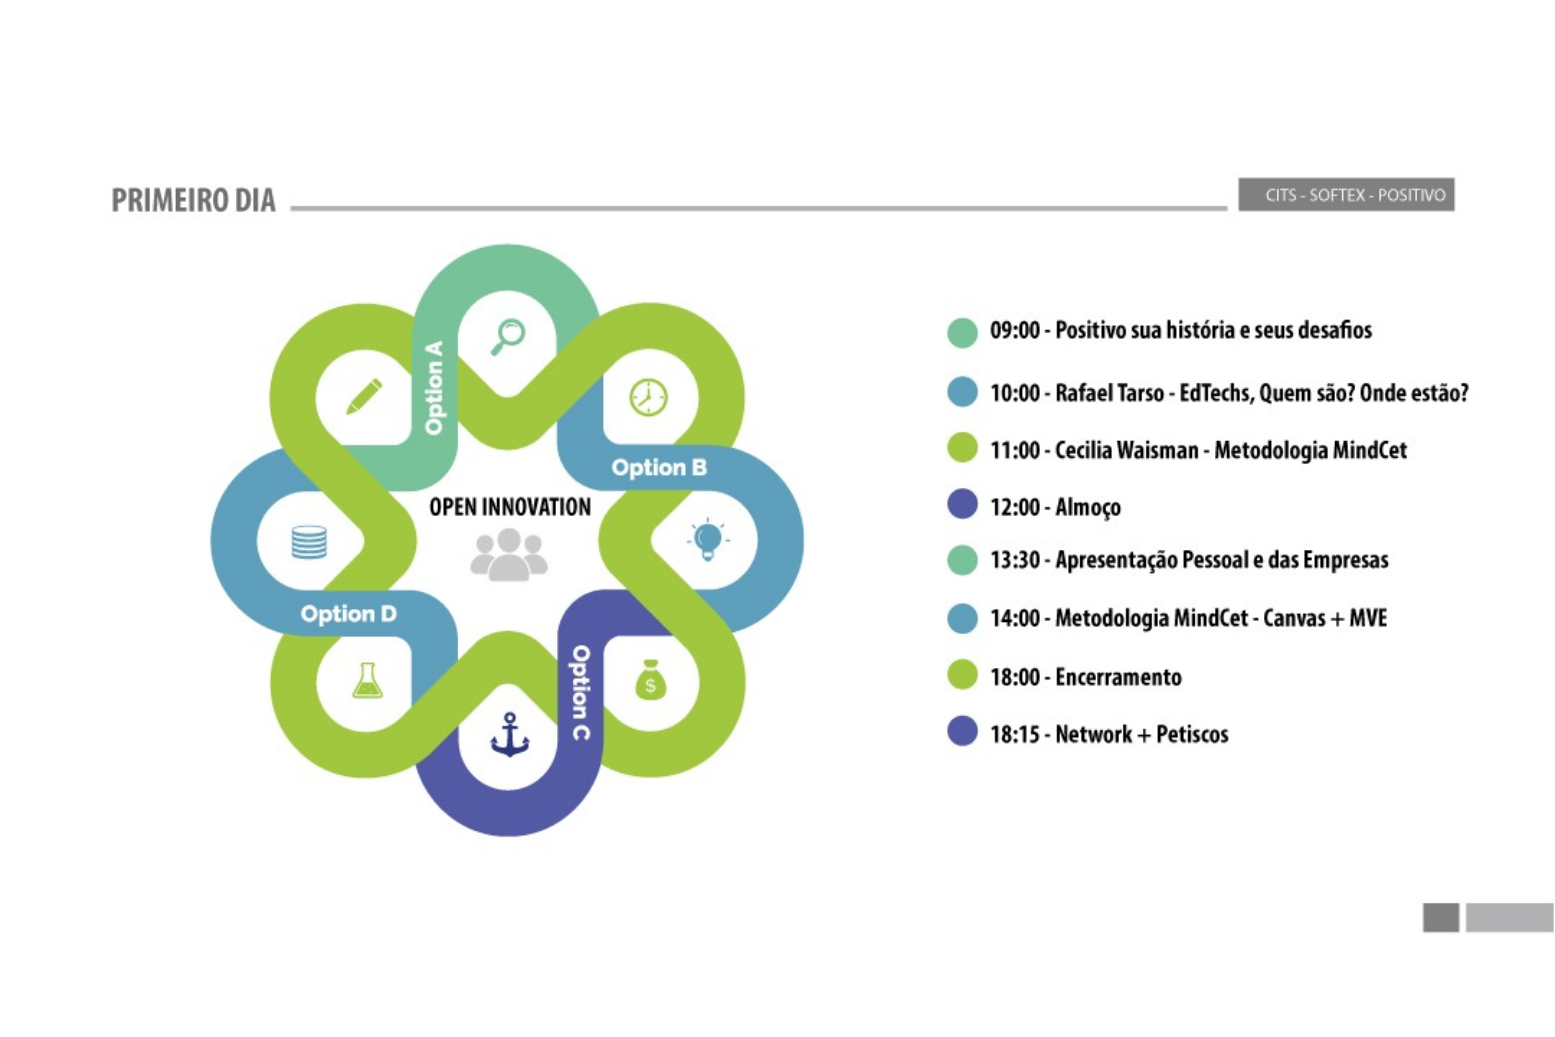 PRIMEIRO DIA
CITS - SOFTEX - POSITIVO
Option A
Option B
OPEN INNOVATION
Option D
Option C
$
09:00 - Positivo sua história e seus desafios
10:00 - Rafael Tarso - EdTechs, Quem são? Onde estão?
11:00 - Cecilia Waisman - Metodologia MindCet
12:00 - Almoço
13:30 - Apresentação Pessoal e das Empresas
14:00 - Metodologia MindCet - Canvas + MVE
18:00 - Encerramento
18:15 - Network + Petiscos